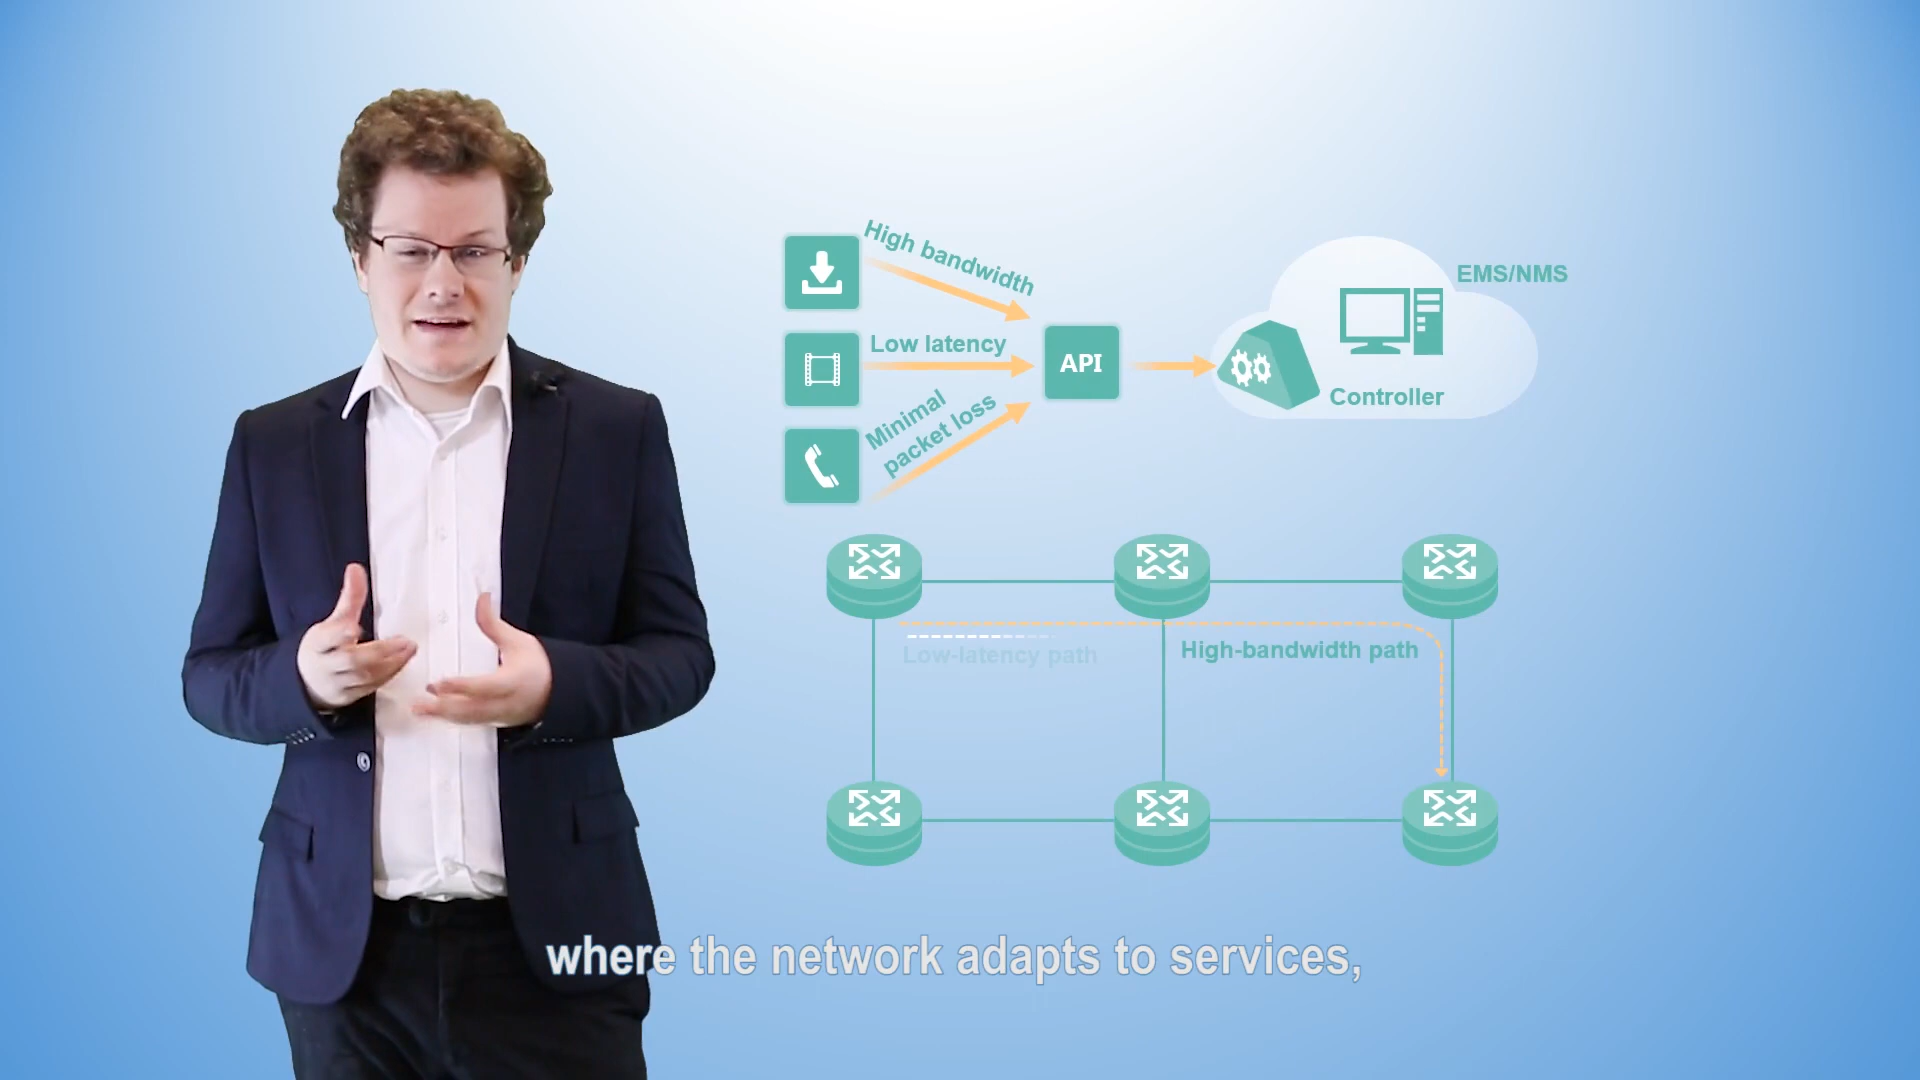 High bandwidth
Low latency
Minimal
packet loss
API
EMS/NMS
Controller
Low-latency path
High-bandwidth path
where the network adapts to services,